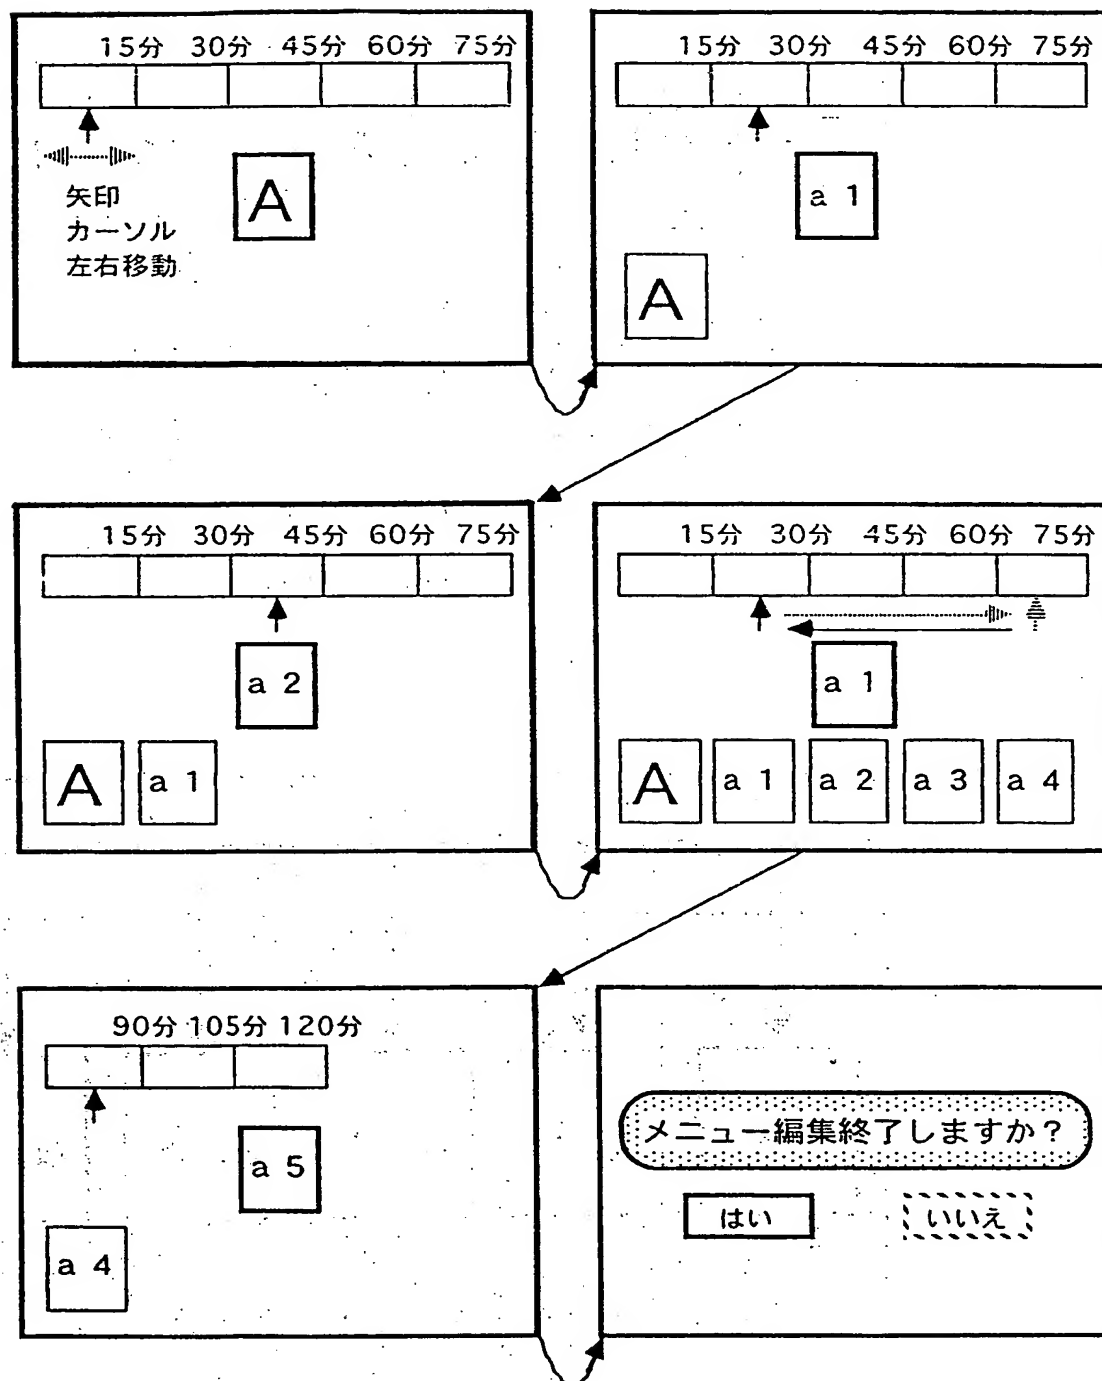 15分 30分 45分 60分 75分
矢印
カーソル
左右移動
A
15分 30分 45分 60分 75分
a 1
A
15分 30分 45分 60分 75分
a 2
A a 1
15分 30分 45分 60分 75分
a 1
A a 1 a 2 a 3 a 4
90分 105分 120分
a 5
a 4
メニュー編集終了しますか？
はい いいえ